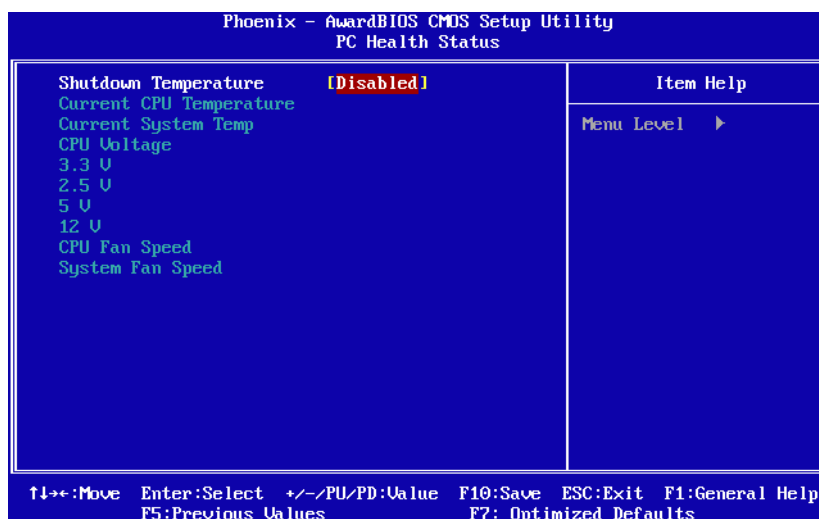 Phoenix - AwardBIOS CMOS Setup Utility
PC Health Status
Shutdown Temperature [Disabled]
Current CPU Temperature
Current System Temp
CPU Voltage
3.3 V
2.5 V
5 V
12 V
CPU Fan Speed
System Fan Speed
Item Help
Menu Level ►
↑↓→←:Move Enter:Select +/-/PU/PD:Value F10:Save ESC:Exit F1:General Help
F5:Previous Values F7: Optimized Defaults